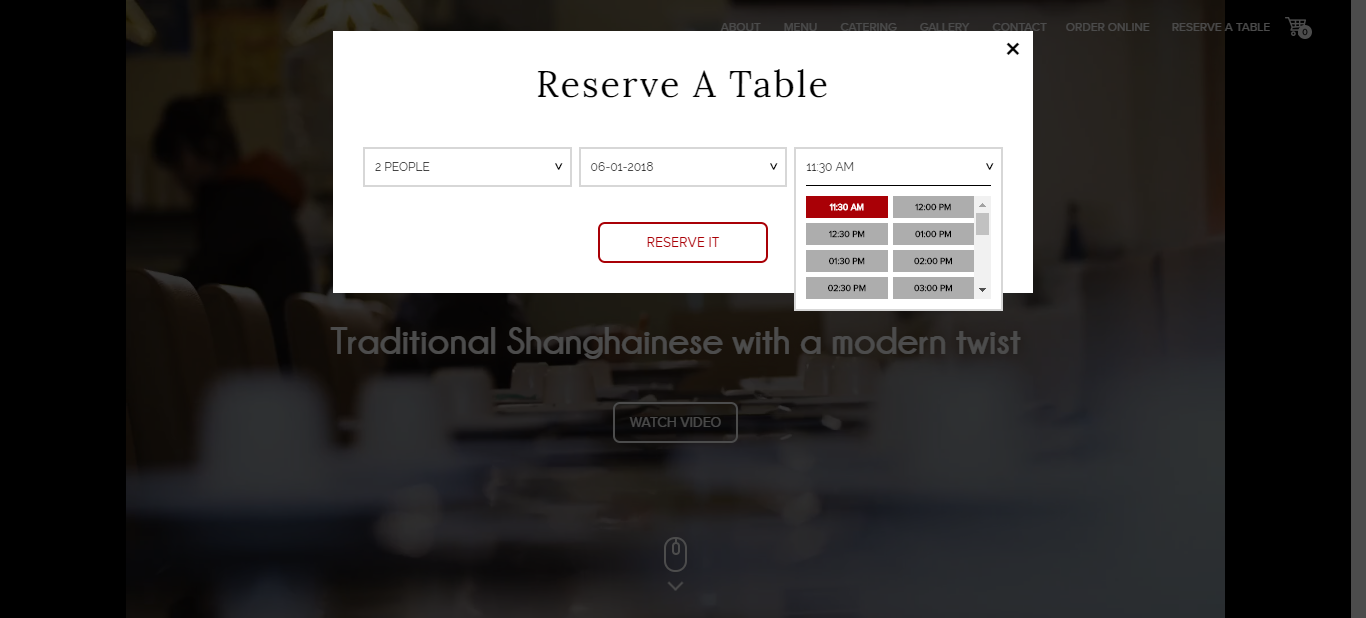 ABOUT MENU CATERING GALLERY CONTACT ORDER ONLINE RESERVE A TABLE 0
Reserve A Table
2 PEOPLE 06-01-2018 11:30 AM
11:30 AM 12:00 PM
12:30 PM 01:00 PM
01:30 PM 02:00 PM
02:30 PM 03:00 PM
RESERVE IT
Traditional Shanghainese with a modern twist
WATCH VIDEO